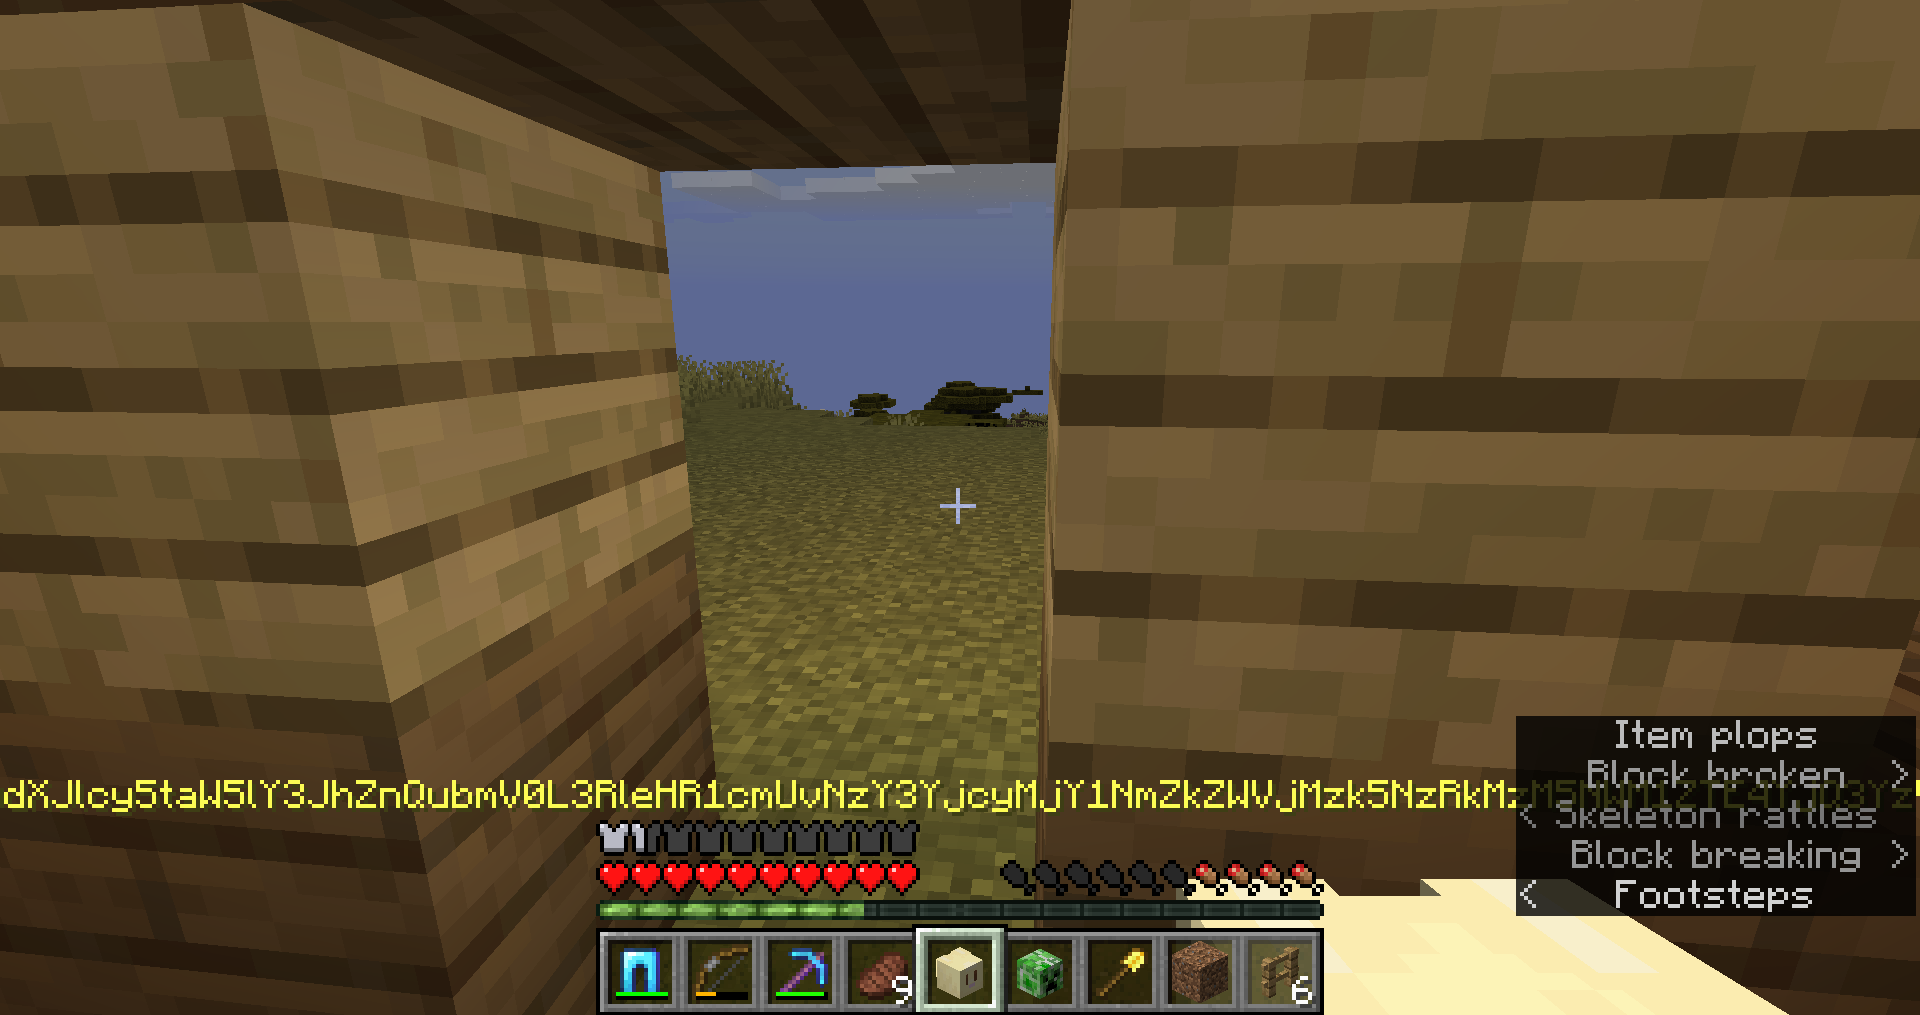 Item plops
Block broken >
dXJlcy5taW5lY3JhZnQubmV0L3RleHR1cmUvNzY3YjcyMjY1NmZkZWVjMzk5NzRkMz
< Skeleton rattles
Block breaking >
< Footsteps
9
6